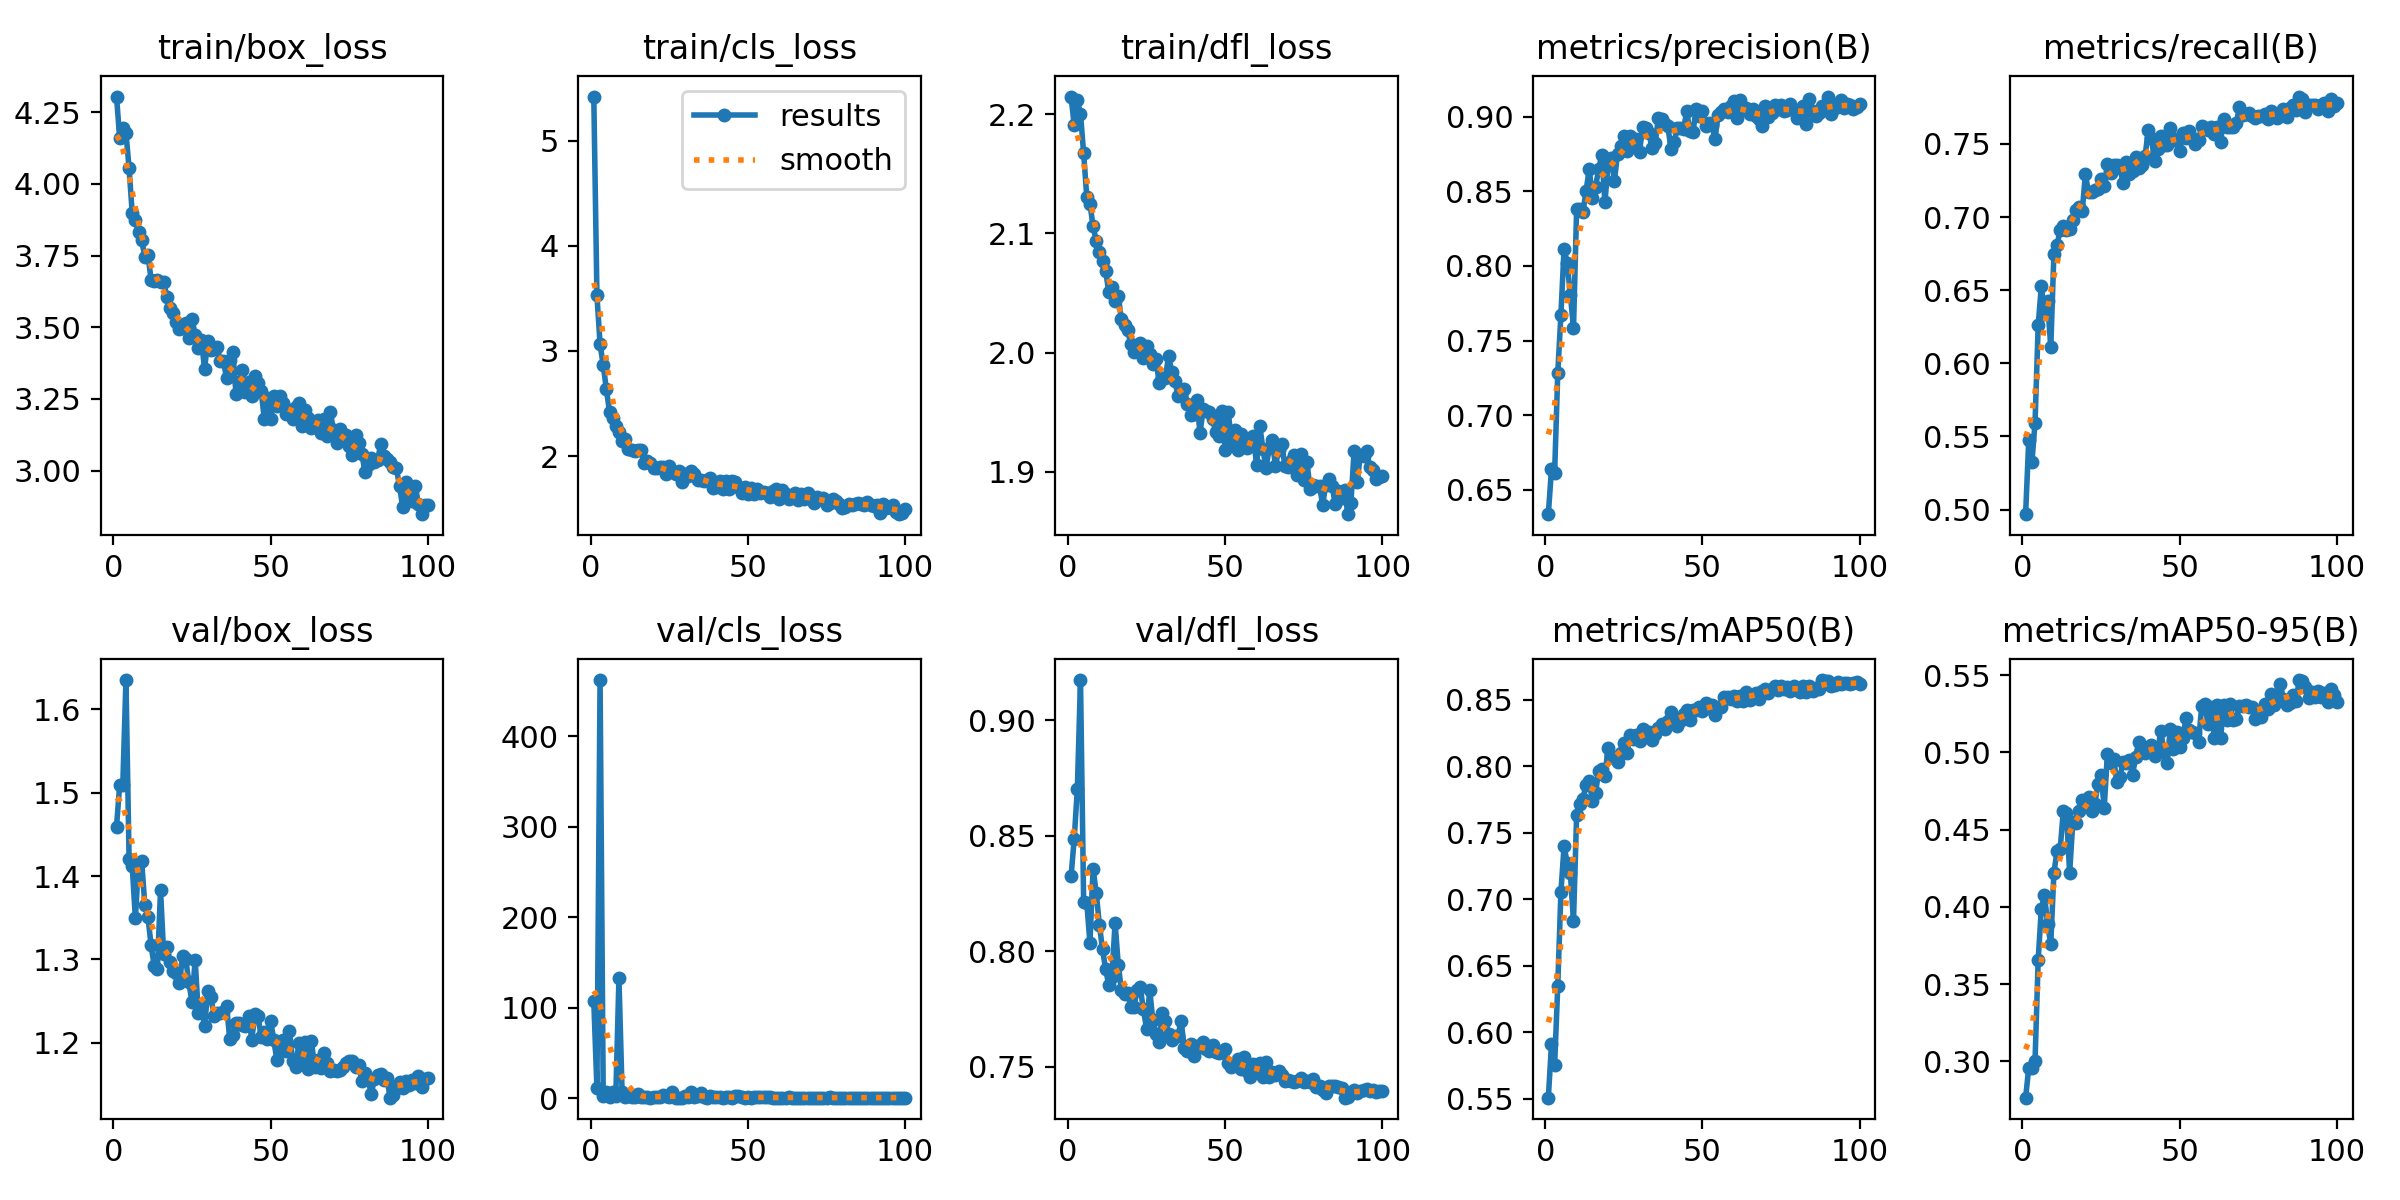 train/box_loss
4.25
4.00
3.75
3.50
3.25
3.00
0 50 100
train/cls_loss
results
smooth
5
4
3
2
0 50 100
train/dfl_loss
2.2
2.1
2.0
1.9
0 50 100
metrics/precision(B)
0.90
0.85
0.80
0.75
0.70
0.65
0 50 100
metrics/recall(B)
0.75
0.70
0.65
0.60
0.55
0.50
0 50 100
val/box_loss
1.6
1.5
1.4
1.3
1.2
0 50 100
val/cls_loss
400
300
200
100
0
0 50 100
val/dfl_loss
0.90
0.85
0.80
0.75
0 50 100
metrics/mAP50(B)
0.85
0.80
0.75
0.70
0.65
0.60
0.55
0 50 100
metrics/mAP50-95(B)
0.55
0.50
0.45
0.40
0.35
0.30
0 50 100